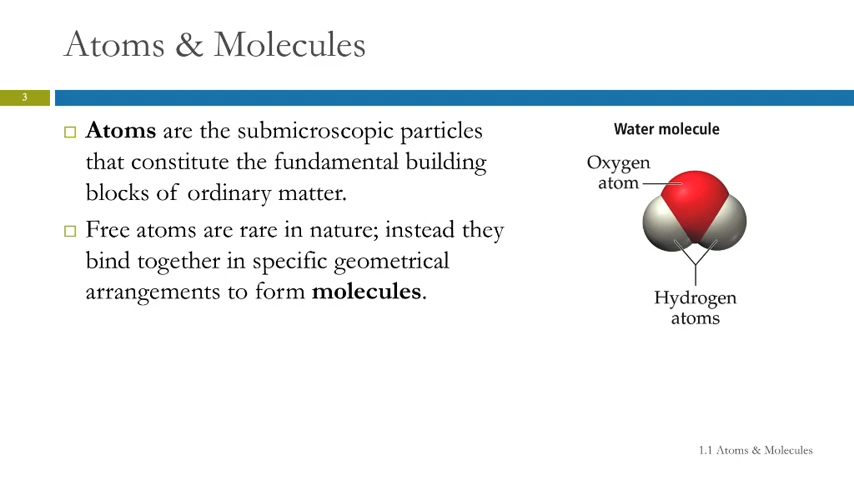 Atoms & Molecules
3
Atoms are the submicroscopic particles
that constitute the fundamental building
blocks of ordinary matter.
Free atoms are rare in nature; instead they
bind together in specific geometrical
arrangements to form molecules.
Water molecule
Oxygen
atom
Hydrogen
atoms
1.1 Atoms & Molecules